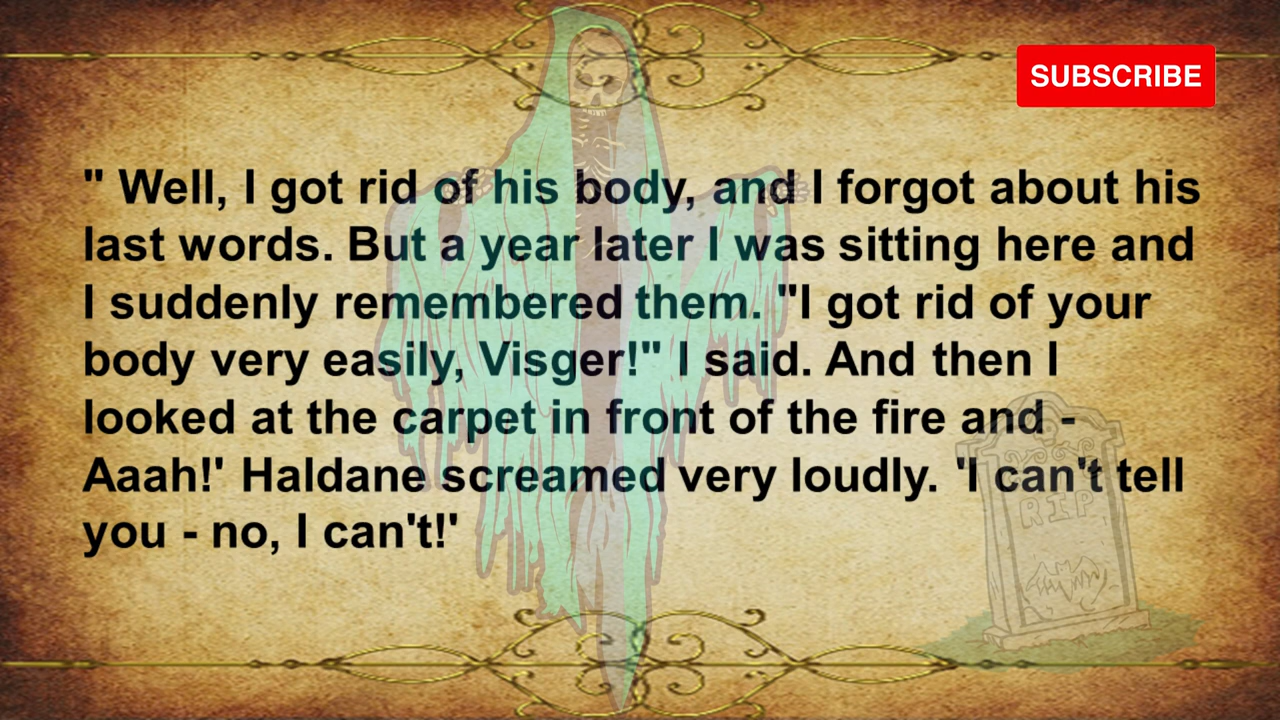 SUBSCRIBE
" Well, I got rid of his body, and I forgot about his
last words. But a year later I was sitting here and
I suddenly remembered them. "I got rid of your
body very easily, Visger!" I said. And then I
looked at the carpet in front of the fire and -
Aaah!' Haldane screamed very loudly. 'I can't tell
you - no, I can't!'
RIP